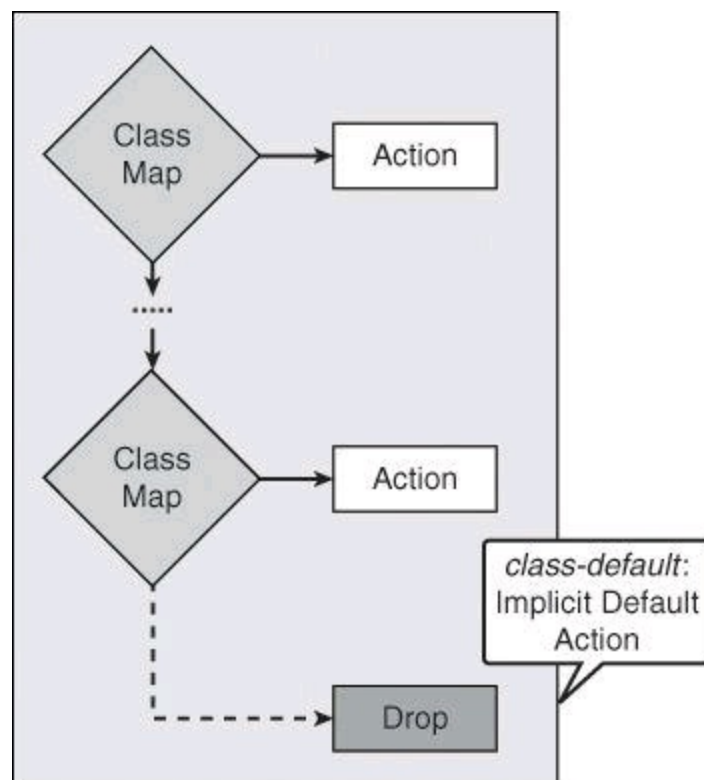 Class
Map
Action
.....
Class
Map
Action
class-default:
Implicit Default
Action
Drop